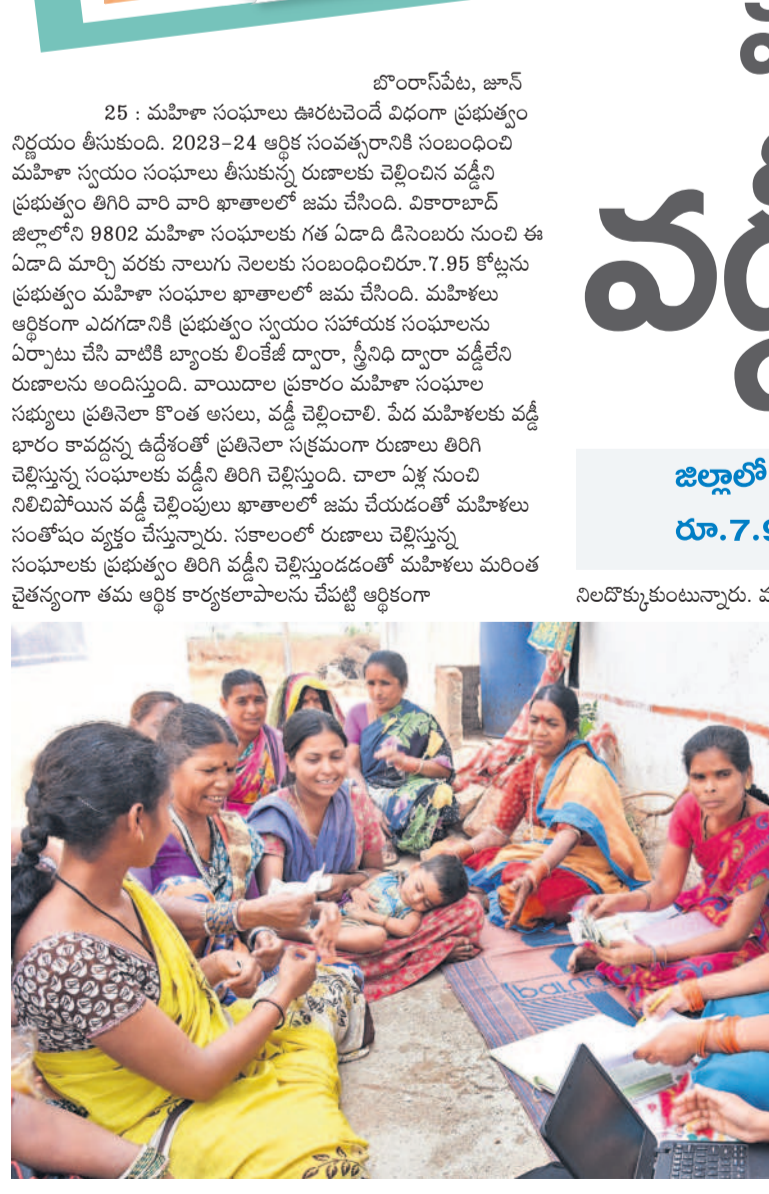 బొంరాస్‌పేట, జూన్
25 : మహిళా సంఘాలు ఊరటచెందే విధంగా ప్రభుత్వం
నిర్ణయం తీసుకుంది. 2023–24 ఆర్థిక సంవత్సరానికి సంబంధించి
మహిళా స్వయం సంఘాలు తీసుకున్న రుణాలకు చెల్లించిన వడ్డీని
ప్రభుత్వం తిగిరి వారి వారి ఖాతాలలో జమ చేసింది. వికారాబాద్
జిల్లాలోని 9802 మహిళా సంఘాలకు గత ఏడాది డిసెంబరు నుంచి ఈ
ఏడాది మార్చి వరకు నాలుగు నెలలకు సంబంధించిరూ.7.95 కోట్లను
ప్రభుత్వం మహిళా సంఘాల ఖాతాలలో జమ చేసింది. మహిళలు
ఆర్థికంగా ఎదగడానికి ప్రభుత్వం స్వయం సహాయక సంఘాలను
ఏర్పాటు చేసి వాటికి బ్యాంకు లింకేజీ ద్వారా, స్త్రీనిధి ద్వారా వడ్డీలేని
రుణాలను అందిస్తుంది. వాయిదాల ప్రకారం మహిళా సంఘాల
సభ్యులు ప్రతినెలా కొంత అసలు, వడ్డీ చెల్లించాలి. పేద మహిళలకు వడ్డీ
భారం కావద్దన్న ఉద్దేశంతో ప్రతినెలా సక్రమంగా రుణాలు తిరిగి
చెల్లిస్తున్న సంఘాలకు వడ్డీని తిరిగి చెల్లిస్తుంది. చాలా ఏళ్ల నుంచి
నిలిచిపోయిన వడ్డీ చెల్లింపులు ఖాతాలలో జమ చేయడంతో మహిళలు
సంతోషం వ్యక్తం చేస్తున్నారు. సకాలంలో రుణాలు చెల్లిస్తున్న
సంఘాలకు ప్రభుత్వం తిరిగి వడ్డీని చెల్లిస్తుండడంతో మహిళలు మరింత
చైతన్యంగా తమ ఆర్థిక కార్యకలాపాలను చేపట్టి ఆర్థికంగా
జిల్లాలో
రూ.7.9
నిలదొక్కుకుంటున్నారు.